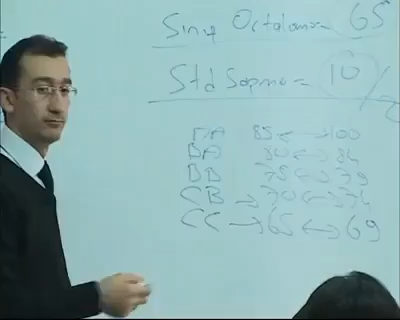 Sınıf Ortalaması 65
Std Sapma = 10
AA 85 ↔ 100
BA 80 ↔ 84
BB 75 ↔ 79
CB → 70 ↔ 74
CC → 65 ↔ 69